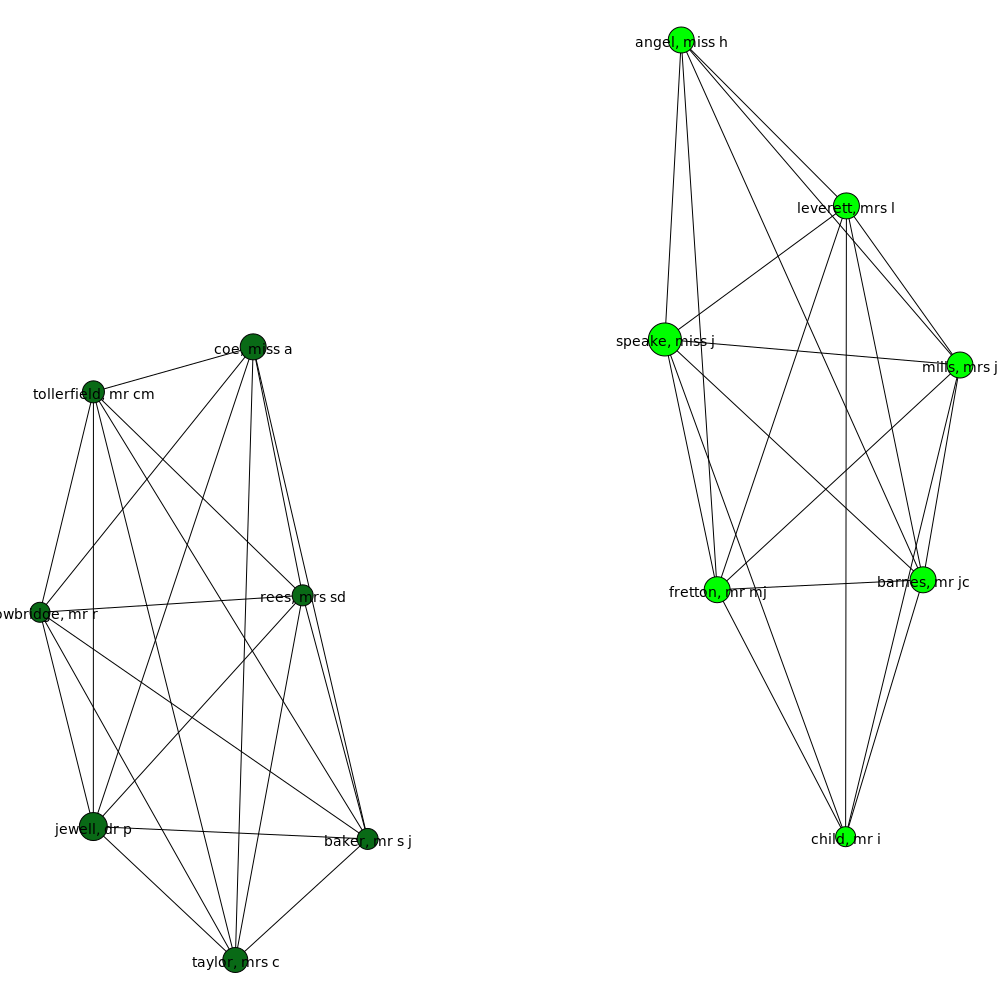 angel, miss h
leverett, mrs l
speake, miss j
coe, miss a
mills, mrs j
tollerfield, mr cm
barnes, mr jc
fretton, mr mj
rees, mrs sd
owbridge, mr r
jewell, dr p
child, mr i
baker, mr s j
taylor, mrs c